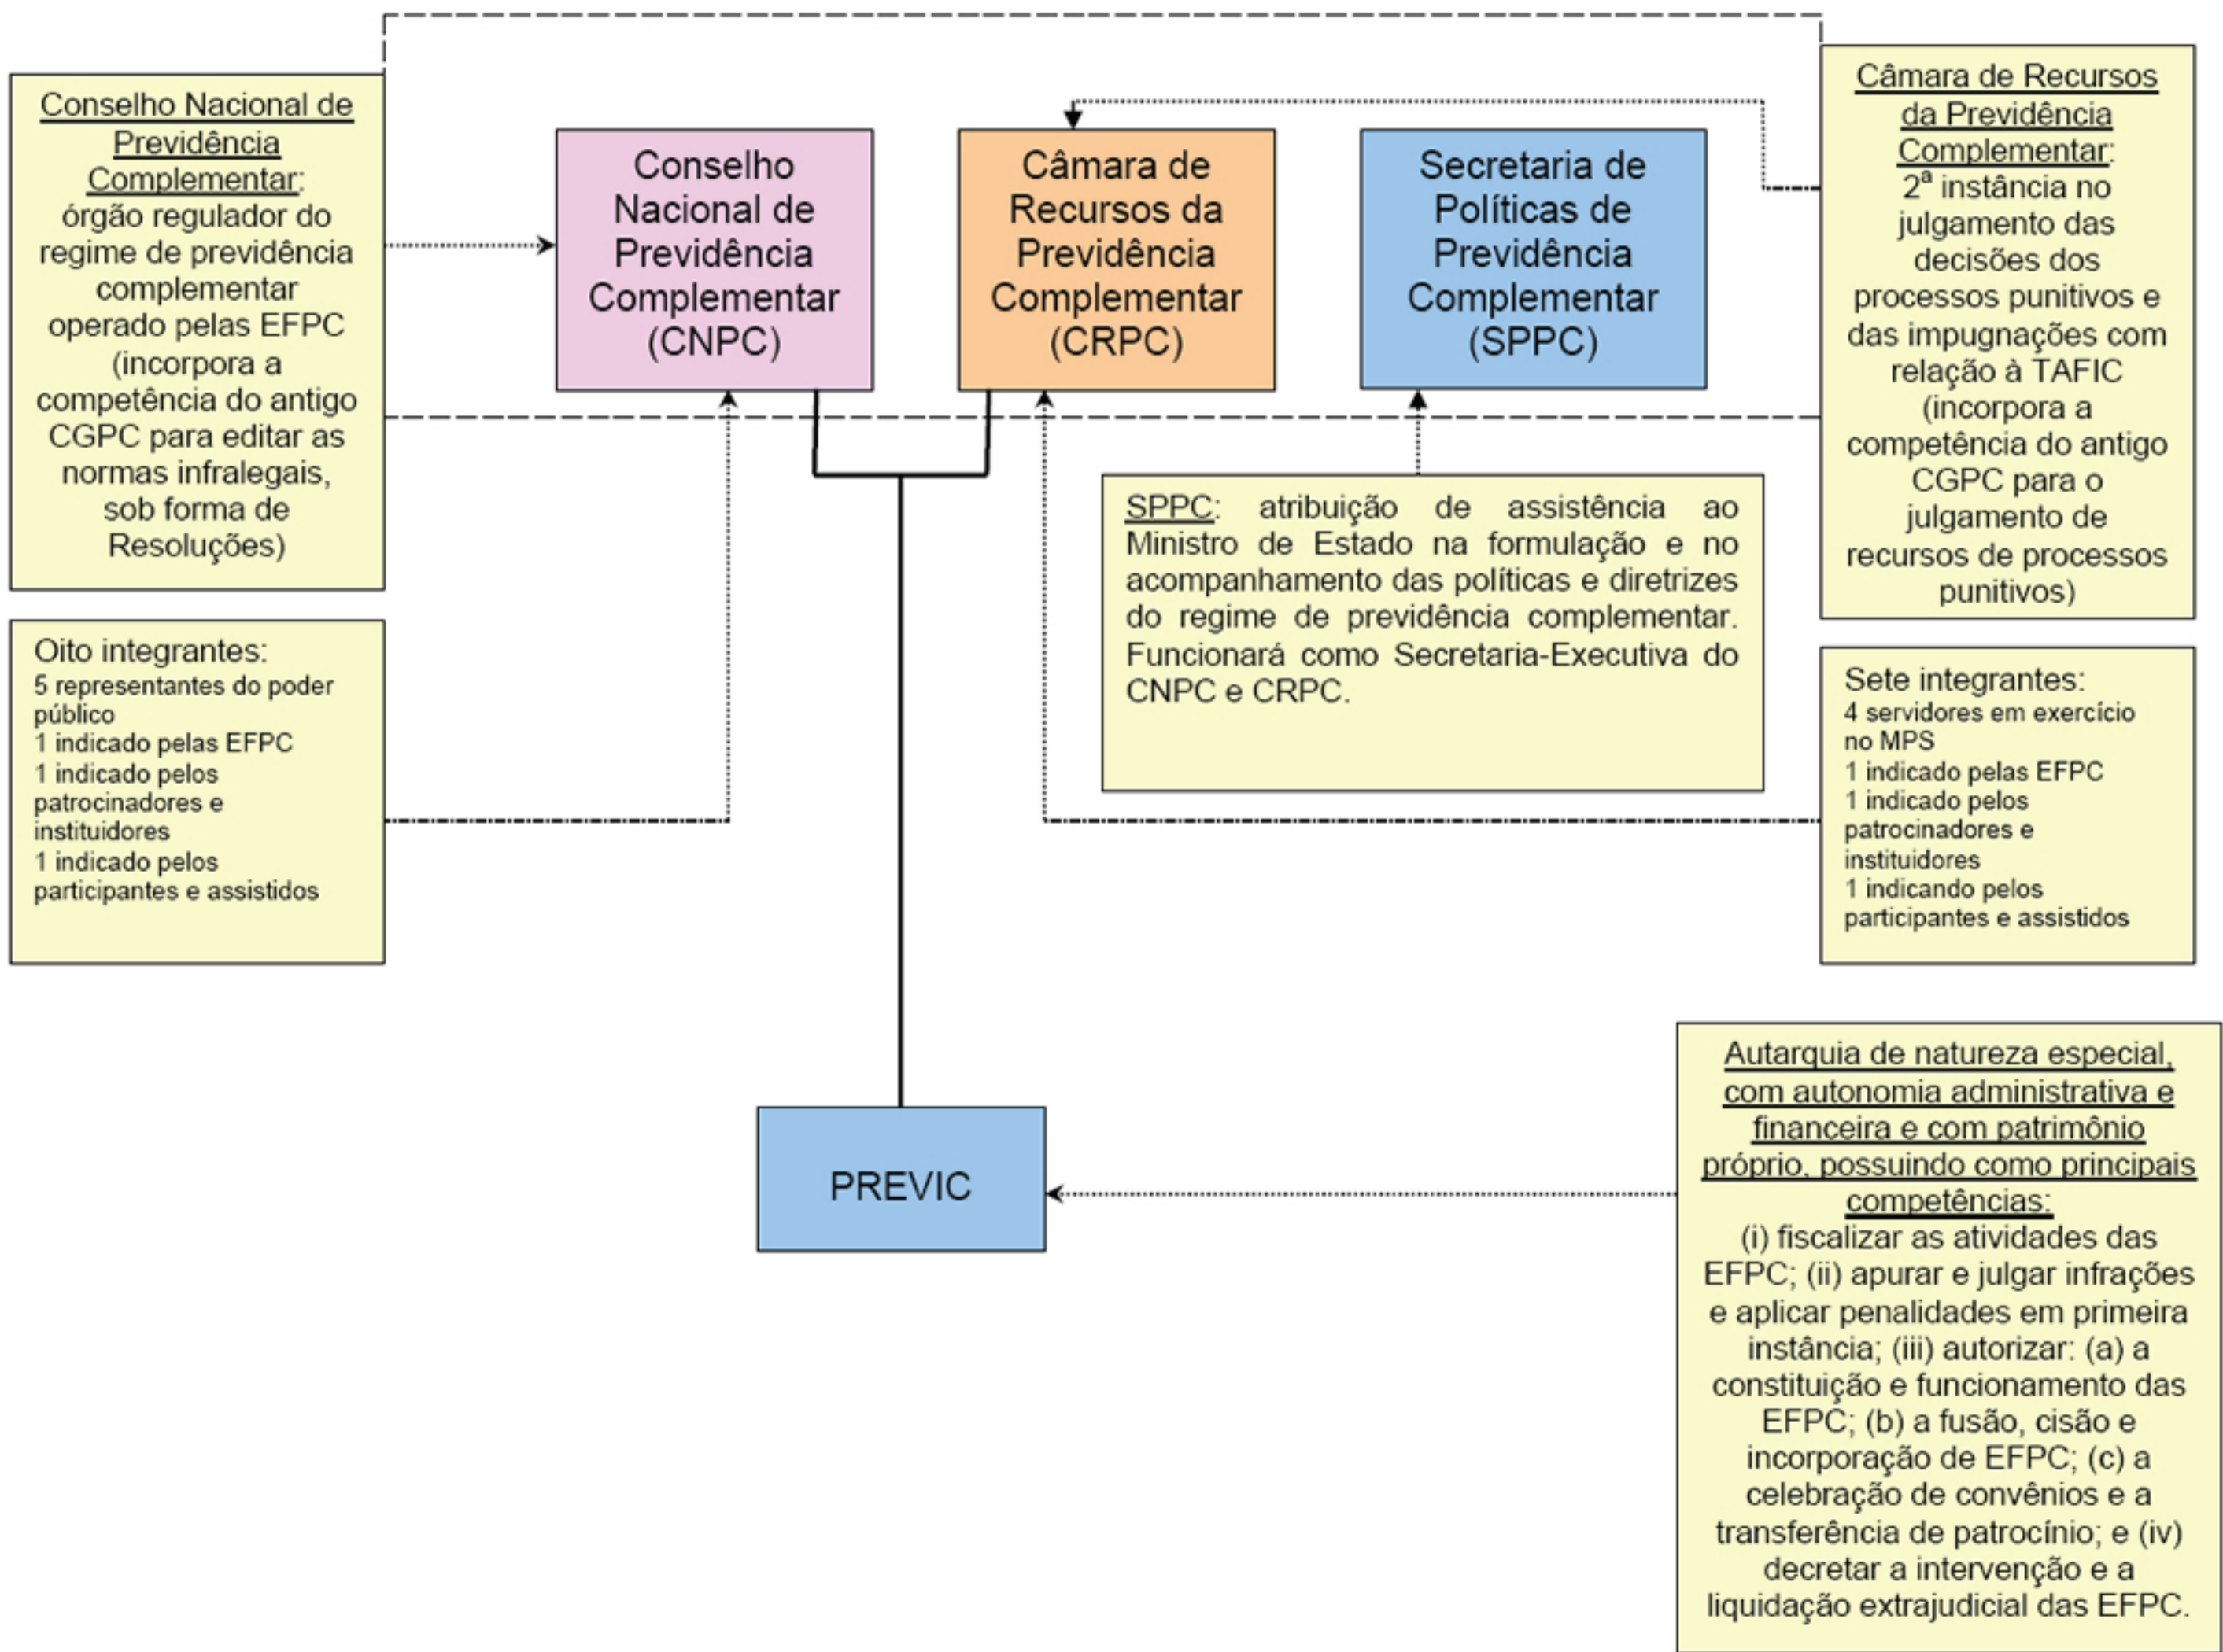 Conselho Nacional de
Previdência
Complementar:
órgão regulador do
regime de previdência
complementar
operado pelas EFPC
(incorpora a
competência do antigo
CGPC para editar as
normas infralegais,
sob forma de
Resoluções)
Oito integrantes:
5 representantes do poder
público
1 indicado pelas EFPC
1 indicado pelos
patrocinadores e
instituidores
1 indicado pelos
participantes e assistidos
Conselho
Nacional de
Previdência
Complementar
(CNPC)
Câmara de
Recursos da
Previdência
Complementar
(CRPC)
Secretaria de
Políticas de
Previdência
Complementar
(SPPC)
SPPC: atribuição de assistência ao
Ministro de Estado na formulação e no
acompanhamento das políticas e diretrizes
do regime de previdência complementar.
Funcionará como Secretaria-Executiva do
CNPC e CRPC.
Câmara de Recursos
da Previdência
Complementar:
2ª instância no
julgamento das
decisões dos
processos punitivos e
das impugnações com
relação à TAFIC
(incorpora a
competência do antigo
CGPC para o
julgamento de
recursos de processos
punitivos)
Sete integrantes:
4 servidores em exercício
no MPS
1 indicado pelas EFPC
1 indicado pelos
patrocinadores e
instituidores
1 indicando pelos
participantes e assistidos
PREVIC
Autarquia de natureza especial,
com autonomia administrativa e
financeira e com patrimônio
próprio, possuindo como principais
competências:
(i) fiscalizar as atividades das
EFPC; (ii) apurar e julgar infrações
e aplicar penalidades em primeira
instância; (iii) autorizar: (a) a
constituição e funcionamento das
EFPC; (b) a fusão, cisão e
incorporação de EFPC; (c) a
celebração de convênios e a
transferência de patrocínio; e (iv)
decretar a intervenção e a
liquidação extrajudicial das EFPC.